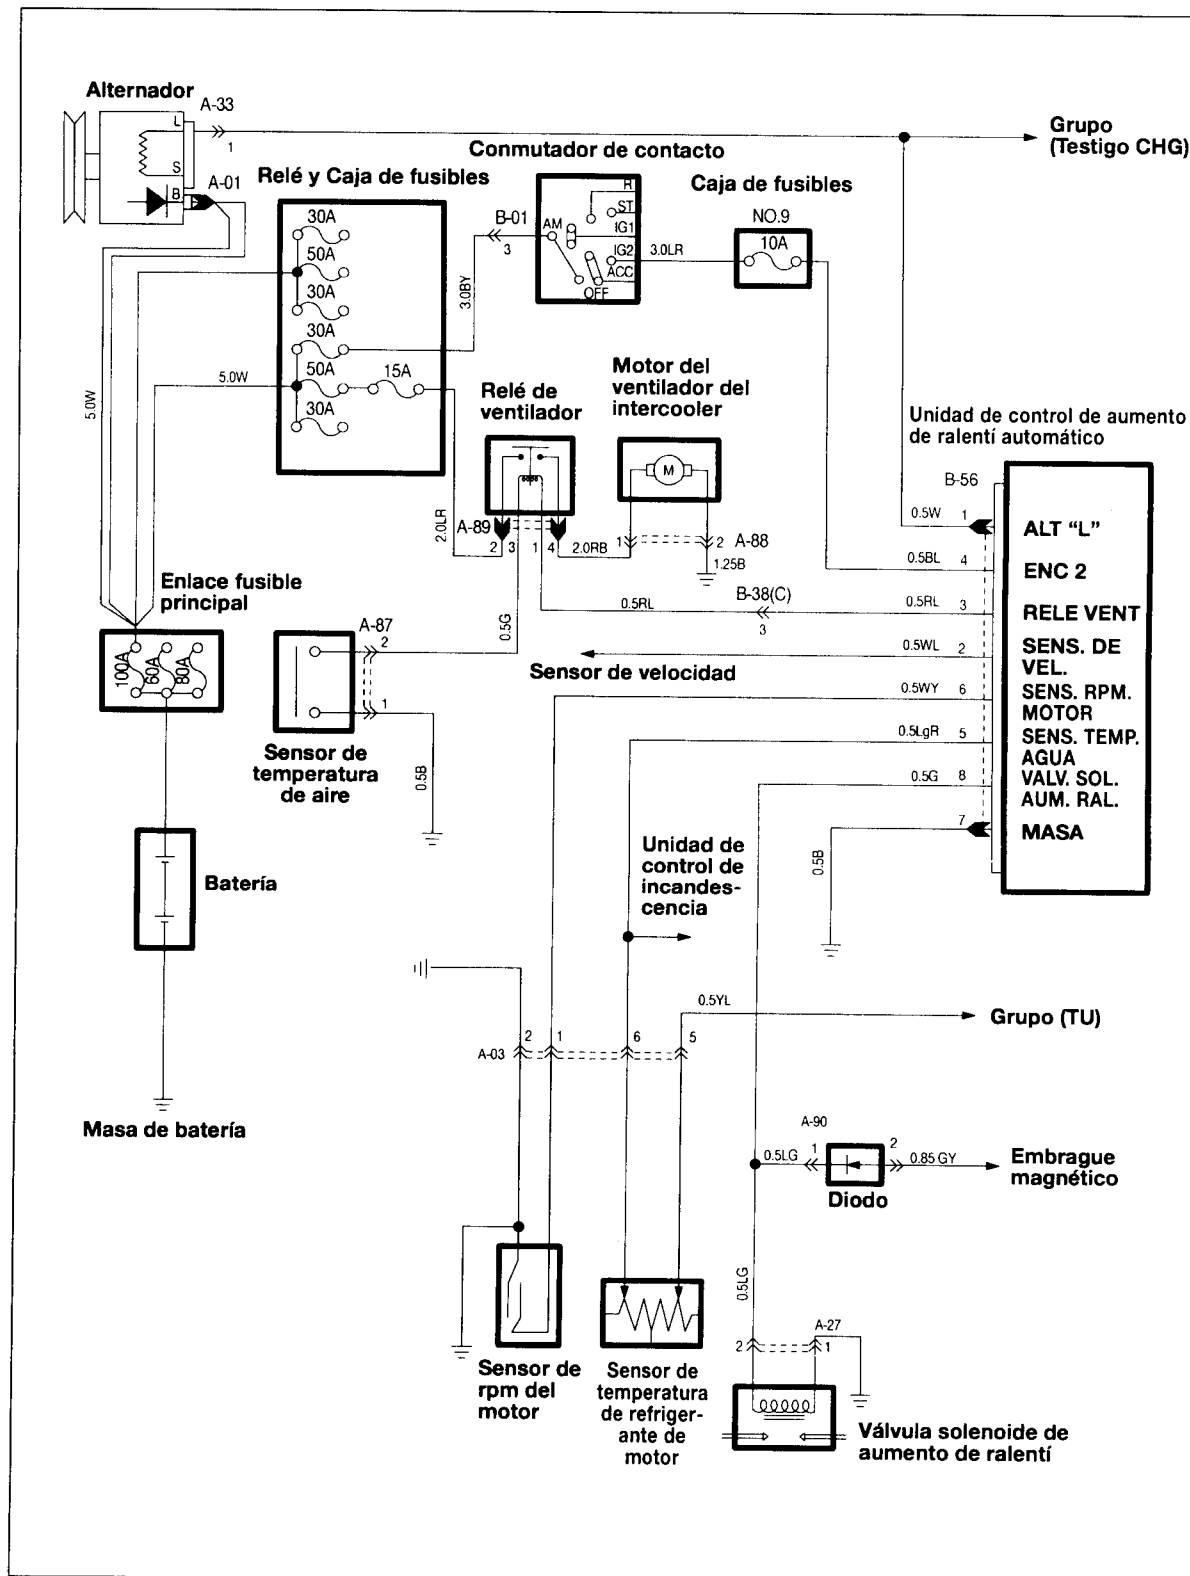 Alternador
A-33
L
1
S
B
A-01
Grupo
(Testigo CHG)
Conmutador de contacto
Relé y Caja de fusibles
Caja de fusibles
30A
50A
30A
30A
50A
30A
15A
B-01
3
AM
R
ST
IG1
IG2
ACC
OFF
3.0LR
NO.9
10A
3.0BY
5.0W
5.0W
Relé de
ventilador
Motor del
ventilador del
intercooler
M
Unidad de control de aumento
de ralentí automático
B-56
2.0LR
A-89
2
3
1
4
2.0RB
1
2
A-88
1.25B
0.5W
1
ALT “L”
0.5BL
4
ENC 2
0.5RL
B-38(C)
3
0.5RL
3
RELE VENT
0.5WL
2
SENS. DE
VEL.
Sensor de velocidad
0.5WY
6
SENS. RPM.
MOTOR
0.5LgR
5
SENS. TEMP.
AGUA
0.5G
8
VALV. SOL.
AUM. RAL.
7
MASA
0.5B
Enlace fusible
principal
100A
60A
80A
A-87
2
1
0.5G
0.5B
Sensor de
temperatura
de aire
Batería
Masa de batería
Unidad de
control de
incandes-
cencia
0.5YL
Grupo (TU)
A-03
2
1
6
5
A-90
0.5LG
1
2
0.85 GY
Diodo
Embrague
magnético
0.5LG
Sensor de
rpm del
motor
Sensor de
temperatura
de refriger-
ante de
motor
A-27
2
1
Válvula solenoide de
aumento de ralentí